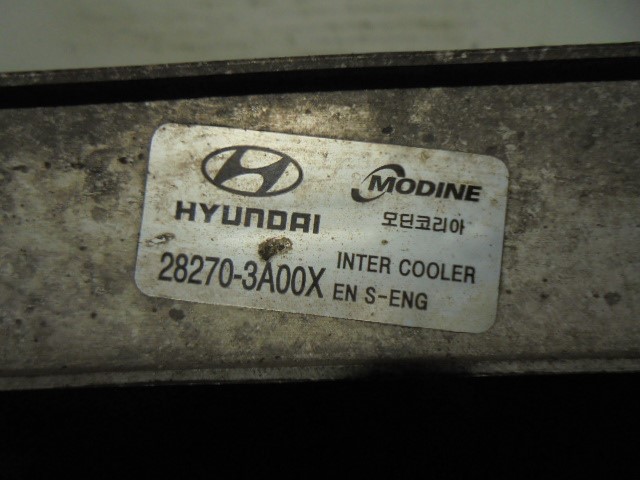 HYUNDAI
MODINE
모딘코리아
28270-3A00X
INTER COOLER
EN S-ENG